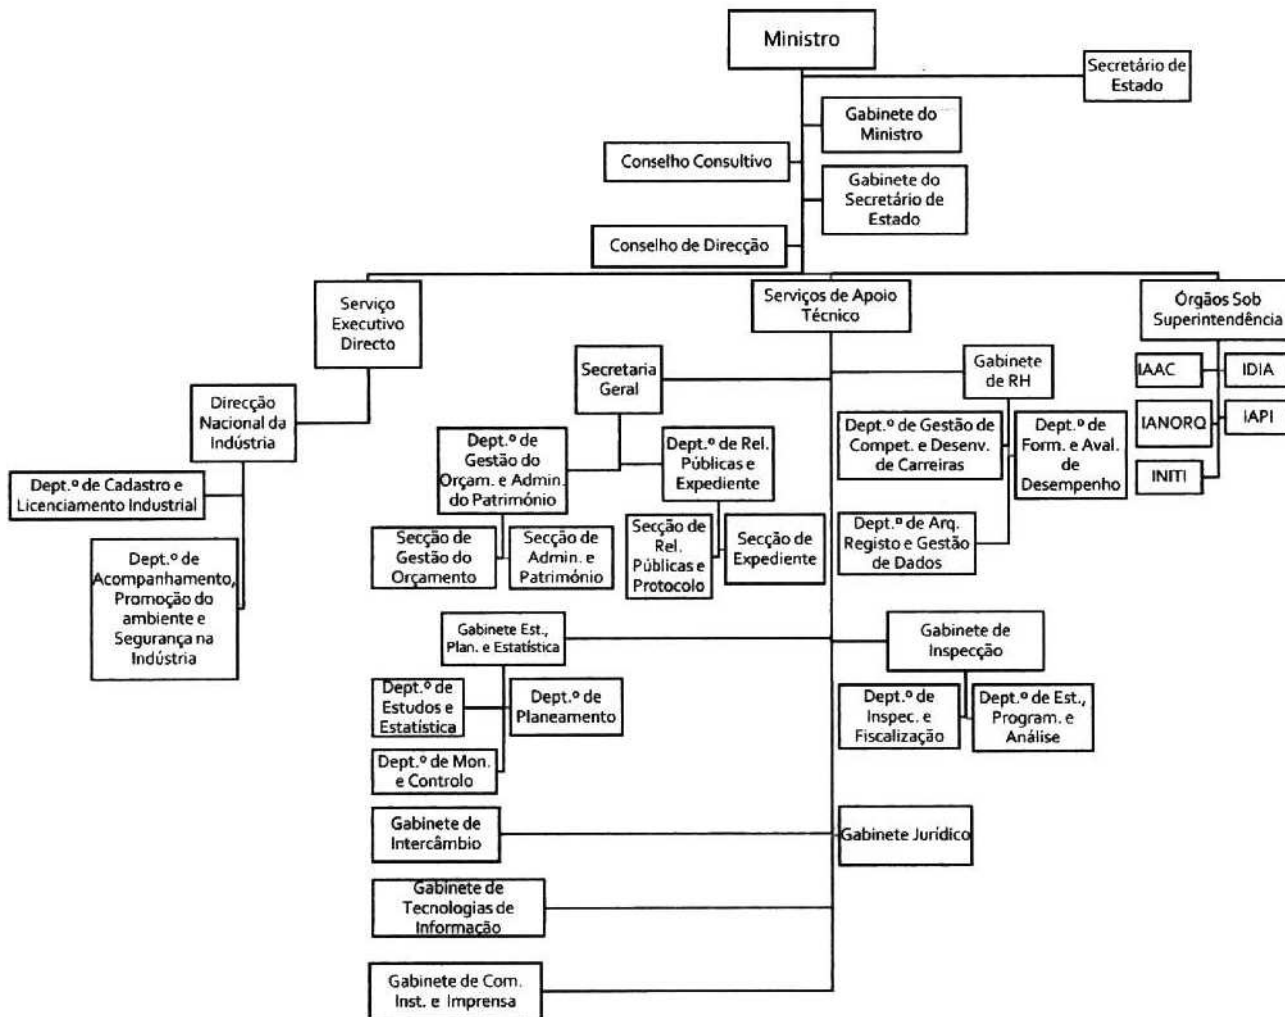 Ministro
Secretário de
Estado
Gabinete do
Ministro
Conselho Consultivo
Gabinete do
Secretário de
Estado
Conselho de Direcção
Serviço
Executivo
Directo
Serviços de Apoio
Técnico
Órgãos Sob
Superintendência
Direcção
Nacional da
Indústria
Dept.º de Cadastro e
Licenciamento Industrial
Dept.º de
Acompanhamento,
Promoção do
ambiente e
Segurança na
Indústria
Secretaria
Geral
Dept.º de
Gestão do
Orçam. e Admin.
do Património
Dept.º de Rel.
Públicas e
Expediente
Secção de
Gestão do
Orçamento
Secção de
Admin. e
Património
Secção de
Rel.
Públicas e
Protocolo
Secção de
Expediente
Gabinete
de RH
Dept.º de Gestão de
Compet. e Desenv.
de Carreiras
Dept.º de
Form. e Aval.
de
Desempenho
Dept.º de Arq.
Registo e Gestão
de Dados
IAAC
IDIA
IANORQ
IAPI
INITI
Gabinete Est.,
Plan. e Estatística
Dept.º de
Estudos e
Estatística
Dept.º de
Planeamento
Dept.º de Mon.
e Controlo
Gabinete de
Inspecção
Dept.º de
Inspec. e
Fiscalização
Dept.º de Est.,
Program. e
Análise
Gabinete de
Intercâmbio
Gabinete Jurídico
Gabinete de
Tecnologias de
Informação
Gabinete de Com.
Inst. e Imprensa